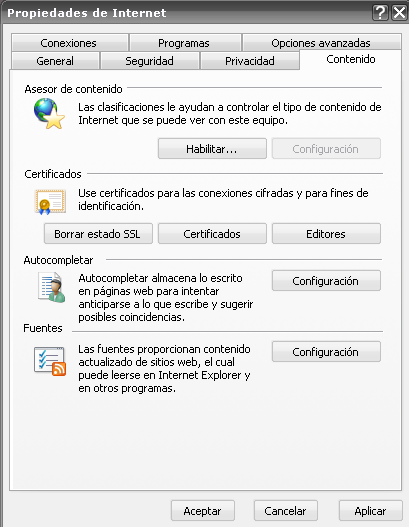 Propiedades de Internet
Conexiones Programas Opciones avanzadas
General Seguridad Privacidad Contenido
Asesor de contenido
Las clasificaciones le ayudan a controlar el tipo de contenido de
Internet que se puede ver con este equipo.
Habilitar... Configuración
Certificados
Use certificados para las conexiones cifradas y para fines de
identificación.
Borrar estado SSL Certificados Editores
Autocompletar
Autocompletar almacena lo escrito
en páginas web para intentar
anticiparse a lo que escribe y sugerir
posibles coincidencias.
Configuración
Fuentes
Las fuentes proporcionan contenido
actualizado de sitios web, el cual
puede leerse en Internet Explorer y
en otros programas.
Configuración
Aceptar Cancelar Aplicar